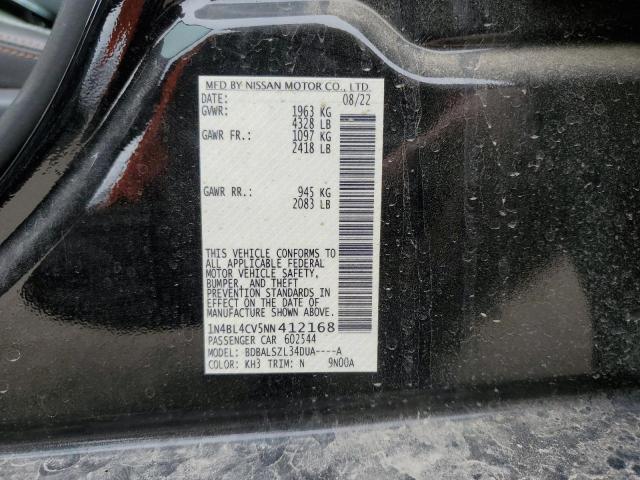 MFD BY NISSAN MOTOR CO., LTD.
DATE: 08/22
GVWR: 1963 KG
4328 LB
GAWR FR.: 1097 KG
2418 LB
GAWR RR.: 945 KG
2083 LB
THIS VEHICLE CONFORMS TO
ALL APPLICABLE FEDERAL
MOTOR VEHICLE SAFETY,
BUMPER, AND THEFT
PREVENTION STANDARDS IN
EFFECT ON THE DATE OF
MANUFACTURE SHOWN ABOVE.
1N4BL4CV5NN412168
PASSENGER CAR 602544
MODEL: BDBALSZL34DUA----A
COLOR: KH3 TRIM: N 9N00A